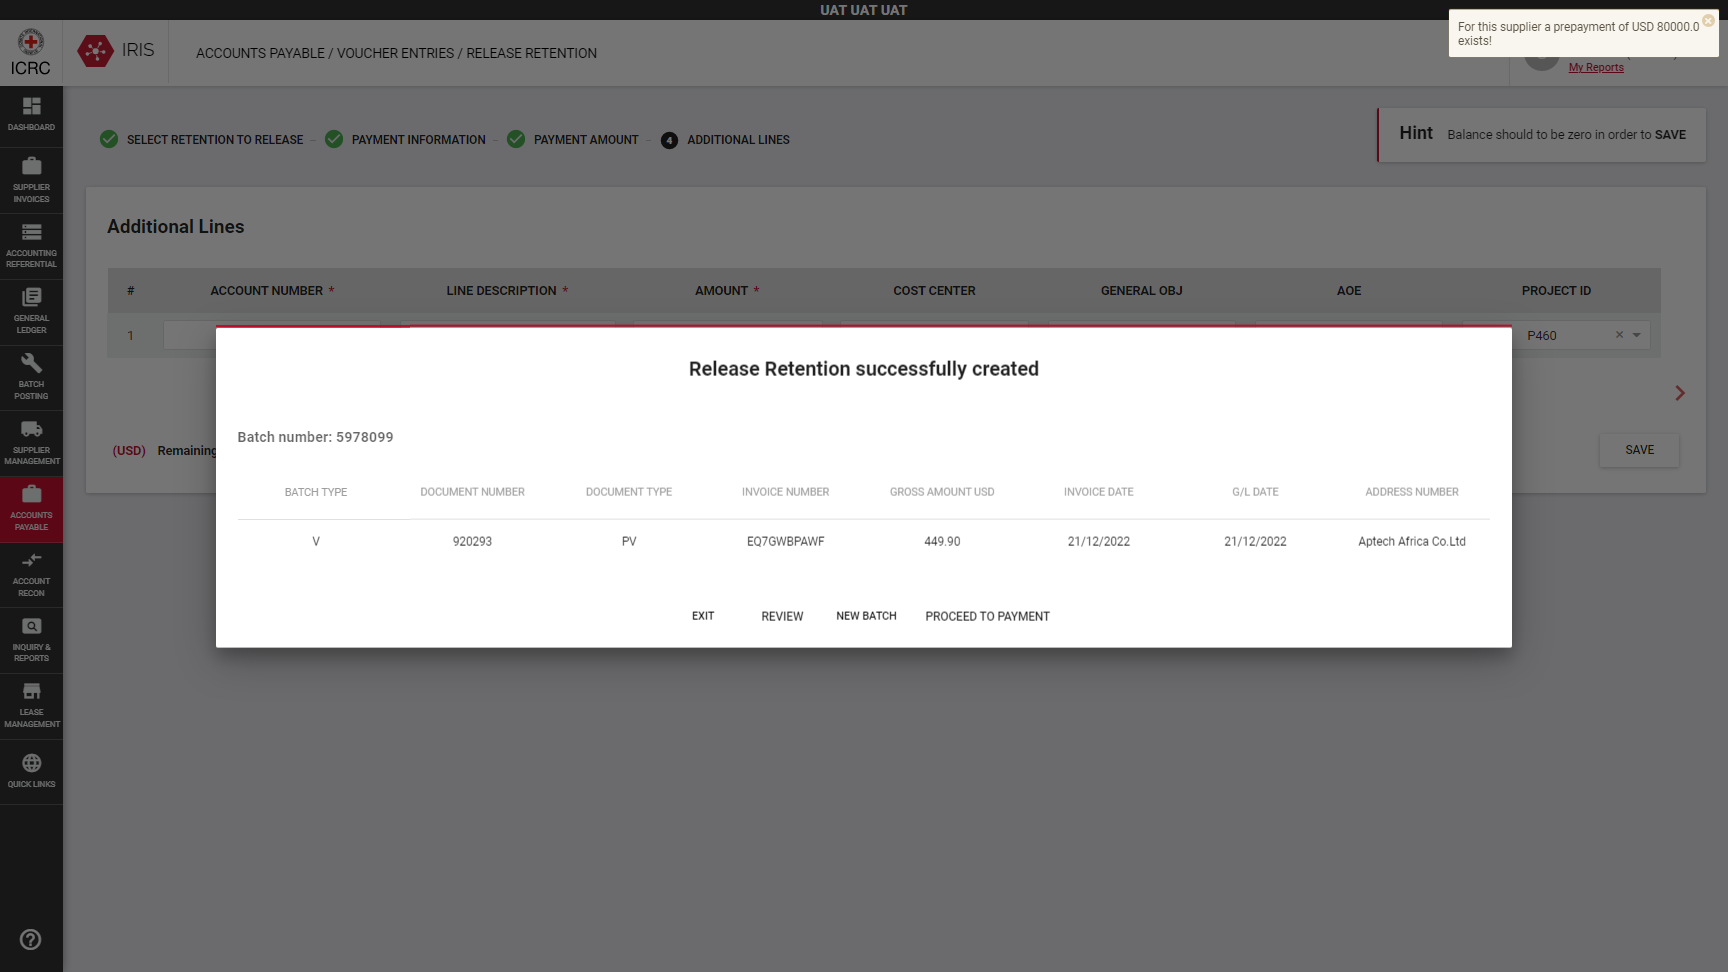 UAT UAT UAT
ICRC
IRIS
ACCOUNTS PAYABLE / VOUCHER ENTRIES / RELEASE RETENTION
For this supplier a prepayment of USD 80000.0
exists!
My Reports
DASHBOARD
SUPPLIER
INVOICES
ACCOUNTING
REFERENTIAL
GENERAL
LEDGER
BATCH
POSTING
SUPPLIER
MANAGEMENT
ACCOUNTS
PAYABLE
ACCOUNT
RECON
INQUIRY &
REPORTS
LEASE
MANAGEMENT
QUICK LINKS
SELECT RETENTION TO RELEASE
PAYMENT INFORMATION
PAYMENT AMOUNT
4 ADDITIONAL LINES
Hint Balance should to be zero in order to SAVE
Additional Lines
# ACCOUNT NUMBER * LINE DESCRIPTION * AMOUNT * COST CENTER GENERAL OBJ AOE PROJECT ID
1 P460
(USD) Remaining
SAVE
Release Retention successfully created
Batch number: 5978099
BATCH TYPE DOCUMENT NUMBER DOCUMENT TYPE INVOICE NUMBER GROSS AMOUNT USD INVOICE DATE G/L DATE ADDRESS NUMBER
V 920293 PV EQ7GWBPAWF 449.90 21/12/2022 21/12/2022 Aptech Africa Co.Ltd
EXIT REVIEW NEW BATCH PROCEED TO PAYMENT